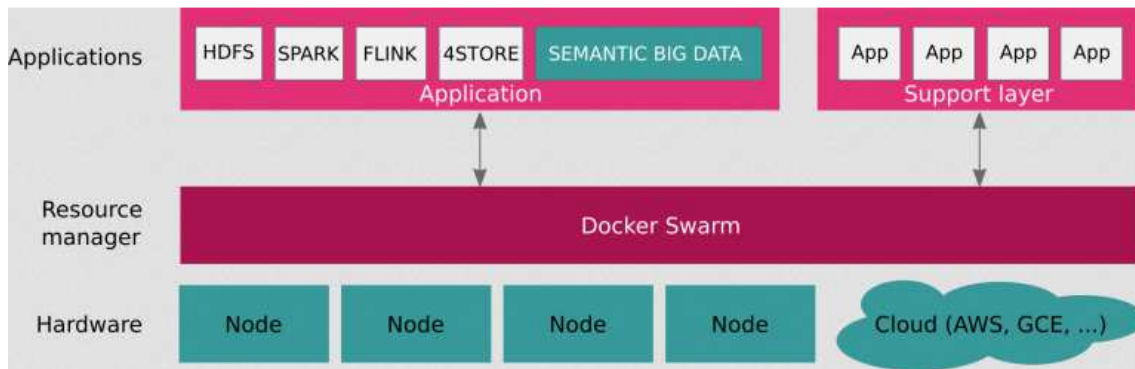 Applications
HDFS
SPARK
FLINK
4STORE
SEMANTIC BIG DATA
Application
App
App
App
App
Support layer
Resource
manager
Docker Swarm
Hardware
Node
Node
Node
Node
Cloud (AWS, GCE, ...)